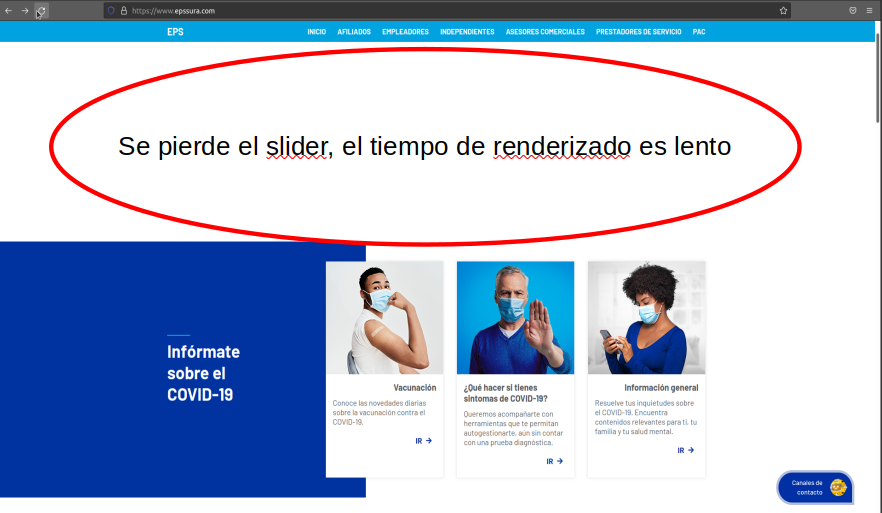 https://www.epssura.com
EPS INICIO AFILIADOS EMPLEADORES INDEPENDIENTES ASESORES COMERCIALES PRESTADORES DE SERVICIO PAC
Se pierde el slider, el tiempo de renderizado es lento
Infórmate
sobre el
COVID-19
Vacunación
Conoce las novedades diarias
sobre la vacunación contra el
COVID-19.
IR →
¿Qué hacer si tienes
síntomas de COVID-19?
Queremos acompañarte con
herramientas que te permitan
autogestionarte, aún sin contar
con una prueba diagnóstica.
IR →
Información general
Resuelve tus inquietudes sobre
el COVID-19. Encuentra
contenidos relevantes para ti, tu
familia y tu salud mental.
IR →
Canales de
contacto